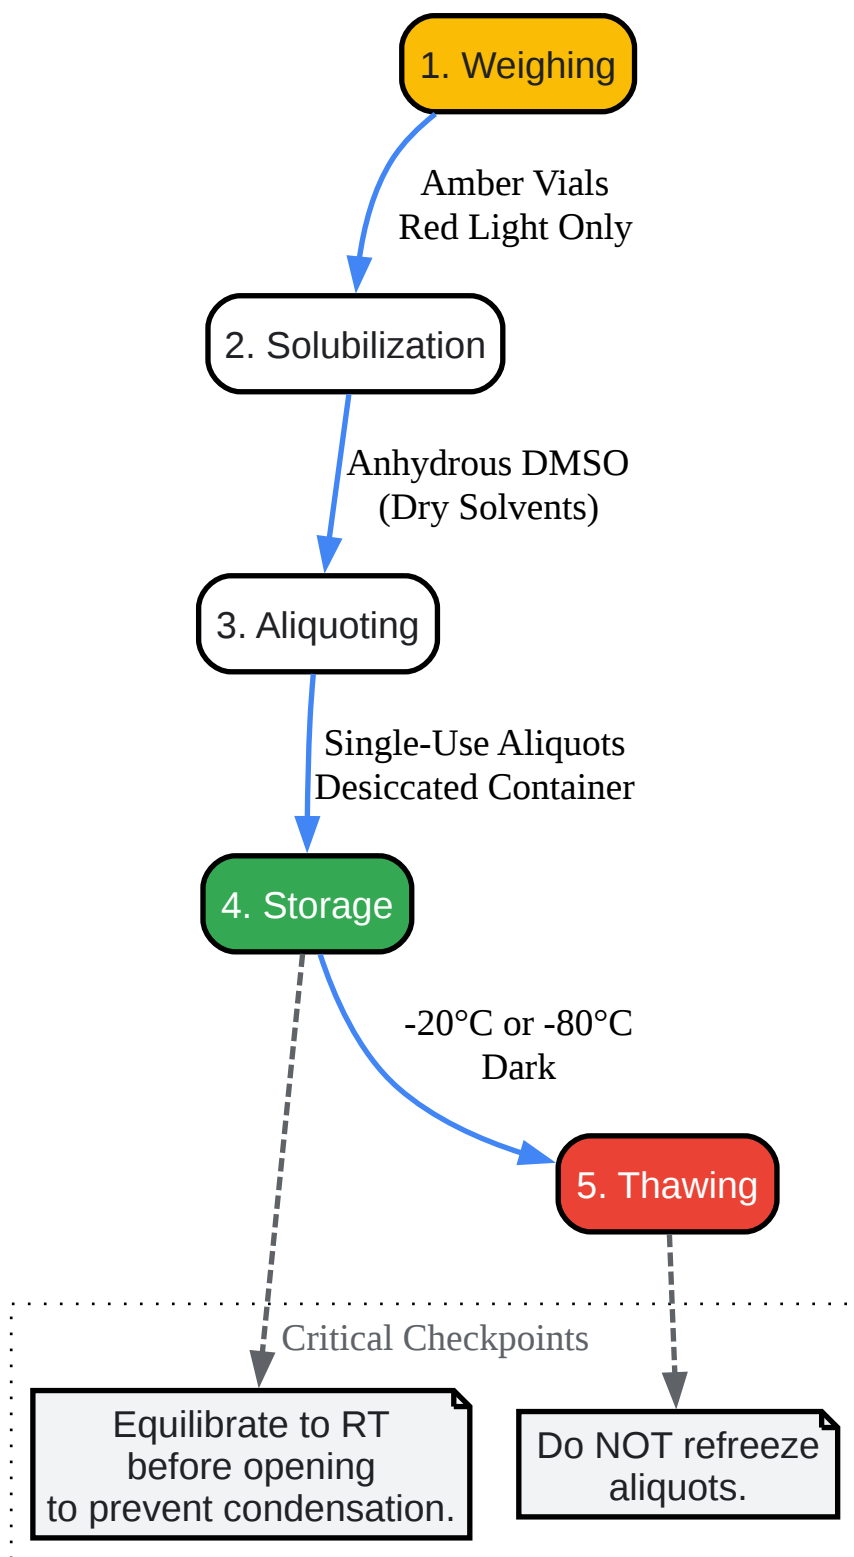 1. Weighing
Amber Vials
Red Light Only
2. Solubilization
Anhydrous DMSO
(Dry Solvents)
3. Aliquoting
Single-Use Aliquots
Desiccated Container
4. Storage
-20°C or -80°C
Dark
5. Thawing
Critical Checkpoints
Equilibrate to RT
before opening
to prevent condensation.
Do NOT refreeze
aliquots.